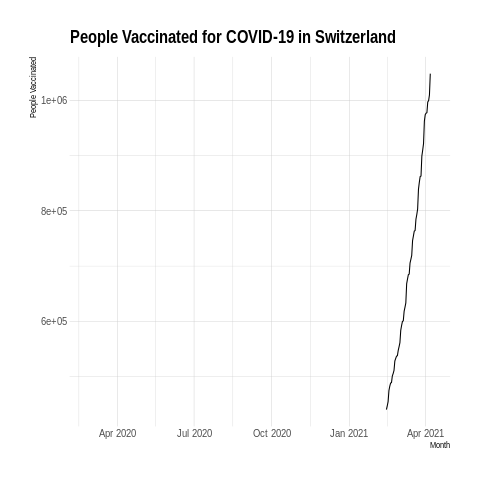 People Vaccinated for COVID-19 in Switzerland
People Vaccinated
1e+06
8e+05
6e+05
Apr 2020 Jul 2020 Oct 2020 Jan 2021 Apr 2021
Month